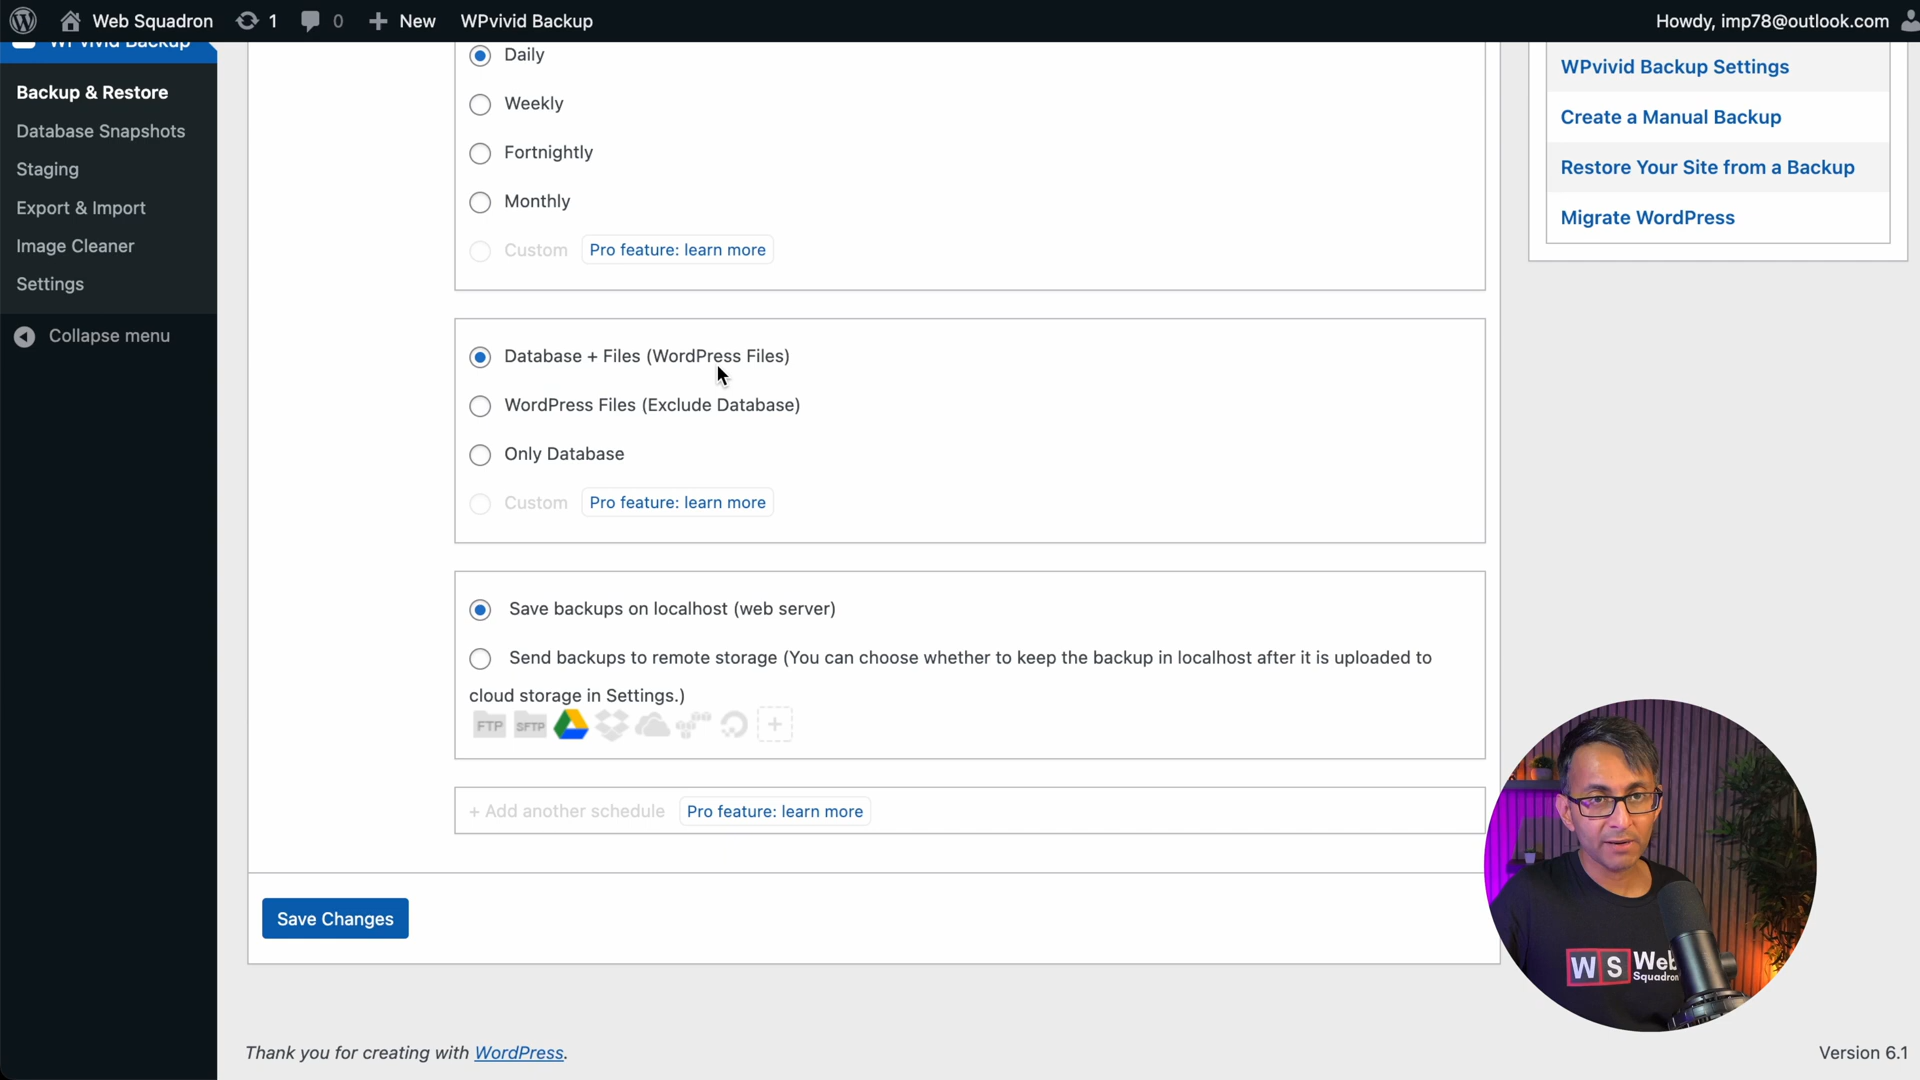 Web Squadron 1 0 New WPvivid Backup Howdy, imp78@outlook.com
WPvivid Backup
Backup & Restore
Database Snapshots
Staging
Export & Import
Image Cleaner
Settings
Collapse menu
Daily
Weekly
Fortnightly
Monthly
Custom Pro feature: learn more
Database + Files (WordPress Files)
WordPress Files (Exclude Database)
Only Database
Custom Pro feature: learn more
Save backups on localhost (web server)
Send backups to remote storage (You can choose whether to keep the backup in localhost after it is uploaded to
cloud storage in Settings.)
FTP SFTP
+ Add another schedule Pro feature: learn more
Save Changes
WPvivid Backup Settings
Create a Manual Backup
Restore Your Site from a Backup
Migrate WordPress
WS Web
Squadron
Thank you for creating with WordPress.
Version 6.1